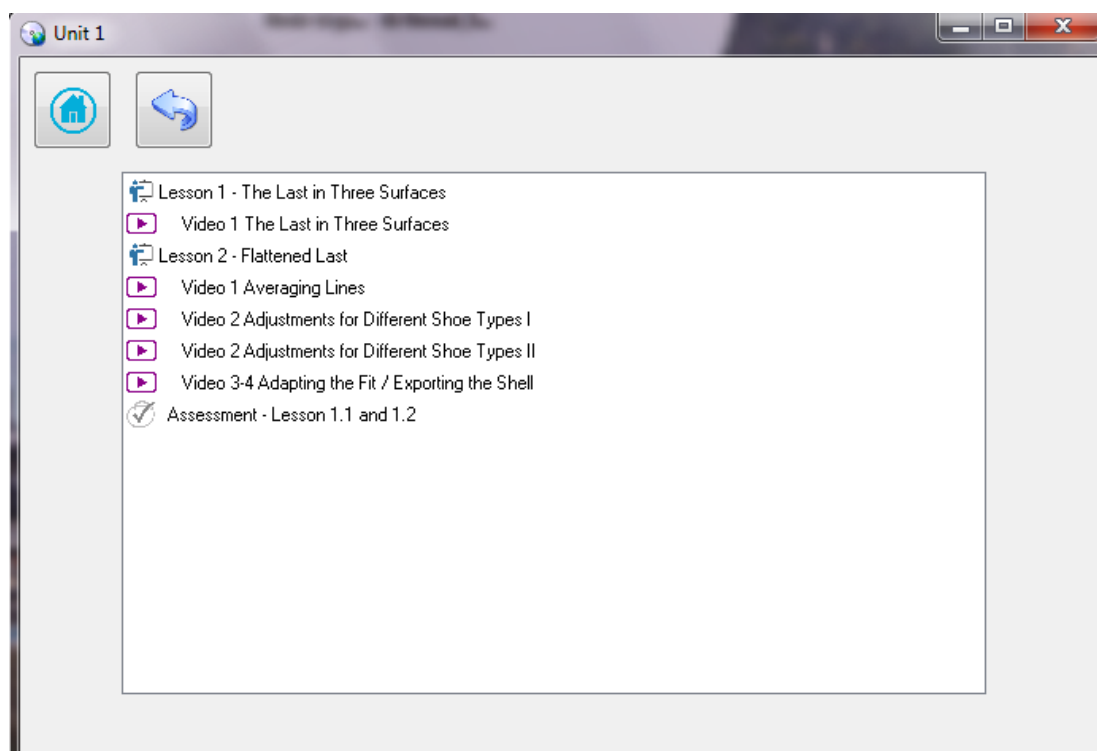 Unit 1
Lesson 1 - The Last in Three Surfaces
Video 1 The Last in Three Surfaces
Lesson 2 - Flattened Last
Video 1 Averaging Lines
Video 2 Adjustments for Different Shoe Types I
Video 2 Adjustments for Different Shoe Types II
Video 3-4 Adapting the Fit / Exporting the Shell
Assessment - Lesson 1.1 and 1.2